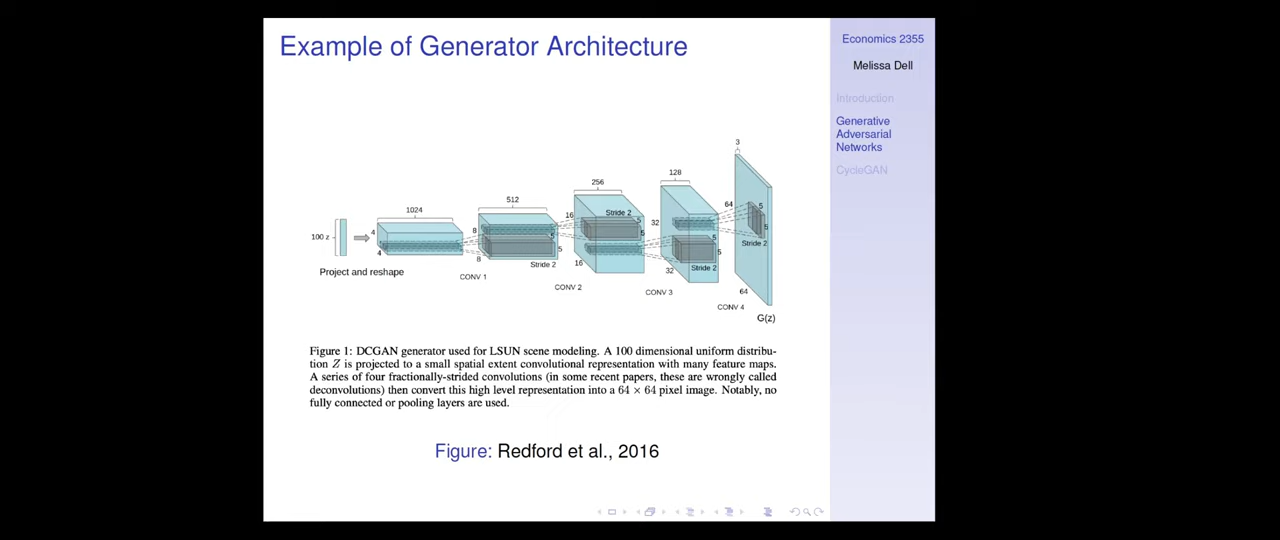 Example of Generator Architecture
Economics 2355
Melissa Dell
Introduction
Generative
Adversarial
Networks
CycleGAN
100 z
Project and reshape
1024
4
4
512
8
8
5
5
Stride 2
CONV 1
256
16
16
Stride 2
5
5
CONV 2
128
32
32
5
5
Stride 2
CONV 3
3
64
64
5
5
Stride 2
CONV 4
G(z)
Figure 1: DCGAN generator used for LSUN scene modeling. A 100 dimensional uniform distribu-
tion Z is projected to a small spatial extent convolutional representation with many feature maps.
A series of four fractionally-strided convolutions (in some recent papers, these are wrongly called
deconvolutions) then convert this high level representation into a 64 × 64 pixel image. Notably, no
fully connected or pooling layers are used.
Figure: Redford et al., 2016